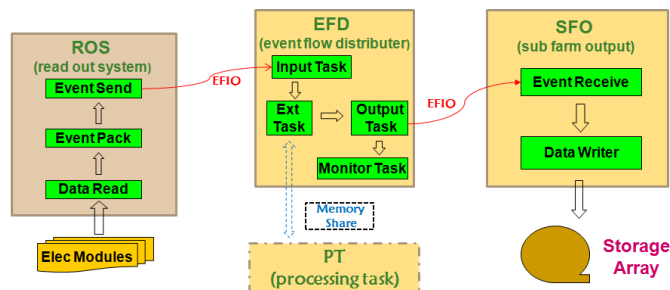 ROS
(read out system)
Event Send
Event Pack
Data Read
Elec Modules
EFIO
EFD
(event flow distributer)
Input Task
Ext
Task
Output
Task
Monitor Task
Memory
Share
PT
(processing task)
EFIO
SFO
(sub farm output)
Event Receive
Data Writer
Storage
Array